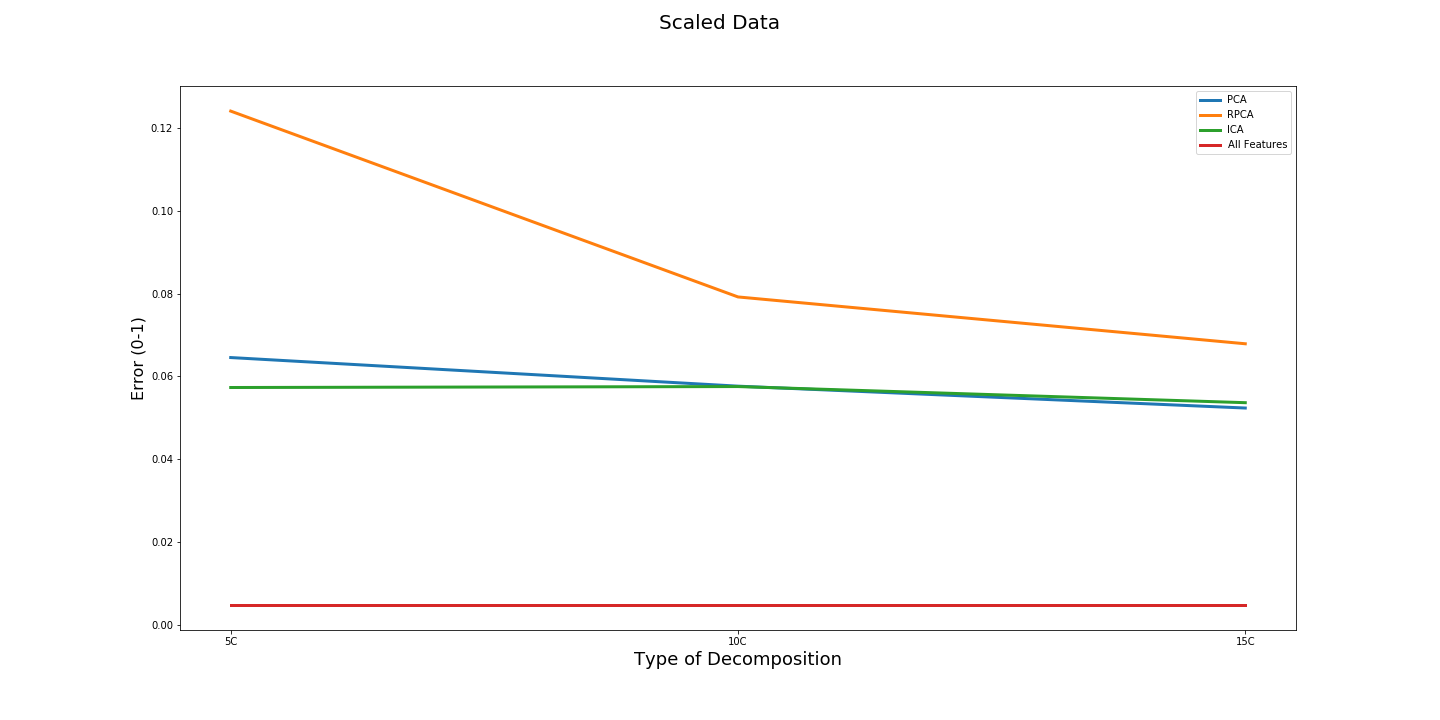 Scaled Data
PCA
RPCA
ICA
All Features
0.12
0.10
0.08
0.06
0.04
0.02
0.00
Error (0-1)
5C
10C
15C
Type of Decomposition